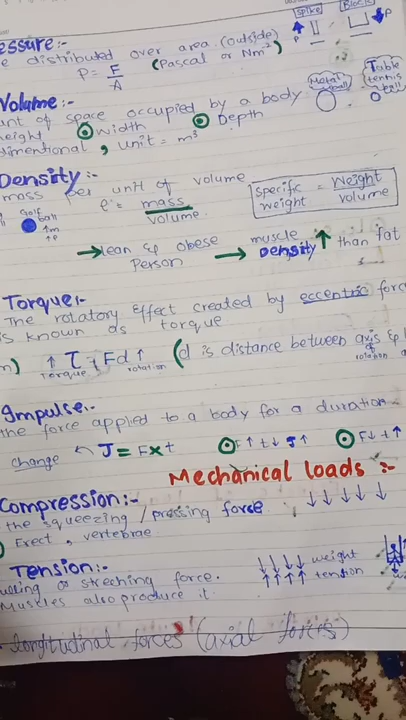 Spike Block
essure:-
e distributed over area (outside)
P = F/A (Pascal or Nm⁻²)
P P
Volume:-
unt of space occupied by a body
eight width Depth
dimentional, unit = m³
Metal ball Table tennis ball
Density:-
mass per unit of volume
ρ = mass/volume
specific weight = weight/volume
golf ball ↑m
→ lean & obese Person → muscle Density ↑ than fat
Torque:-
The rotatory effect created by eccentric forc
is known as torque
m) ↑ τ = Fd ↑ (d is distance between axis &
Torque rotation of rotation
Impulse:-
the force applied to a body for a duration
change J = F×t F↑ t↓ J↑ F↓ t↑
Mechanical loads :-
Compression:-
the squeezing / pressing force ↓ ↓ ↓ ↓ ↓
Erect, vertebrae
Tension:-
ulling or streching force. ↓↓↓↓ weight
Muscles also produce it ↑↑↑↑ tension
longitudinal forces (axial forces)